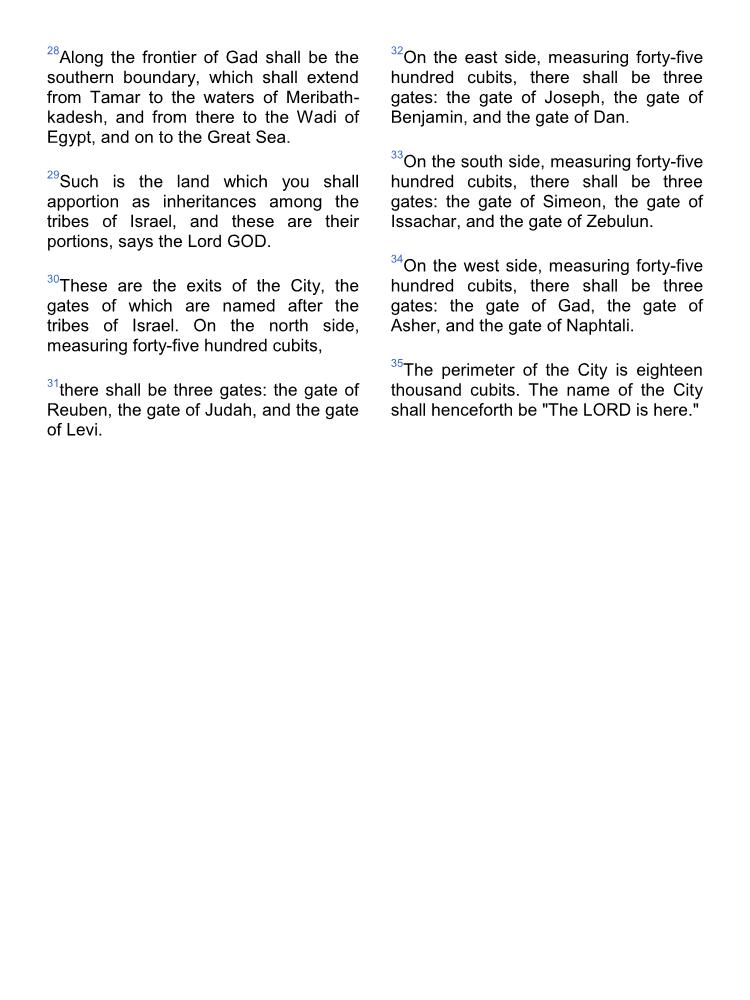 28Along the frontier of Gad shall be the
southern boundary, which shall extend
from Tamar to the waters of Meribath-
kadesh, and from there to the Wadi of
Egypt, and on to the Great Sea.
29Such is the land which you shall
apportion as inheritances among the
tribes of Israel, and these are their
portions, says the Lord GOD.
30These are the exits of the City, the
gates of which are named after the
tribes of Israel. On the north side,
measuring forty-five hundred cubits,
31there shall be three gates: the gate of
Reuben, the gate of Judah, and the gate
of Levi.
32On the east side, measuring forty-five
hundred cubits, there shall be three
gates: the gate of Joseph, the gate of
Benjamin, and the gate of Dan.
33On the south side, measuring forty-five
hundred cubits, there shall be three
gates: the gate of Simeon, the gate of
Issachar, and the gate of Zebulun.
34On the west side, measuring forty-five
hundred cubits, there shall be three
gates: the gate of Gad, the gate of
Asher, and the gate of Naphtali.
35The perimeter of the City is eighteen
thousand cubits. The name of the City
shall henceforth be "The LORD is here."